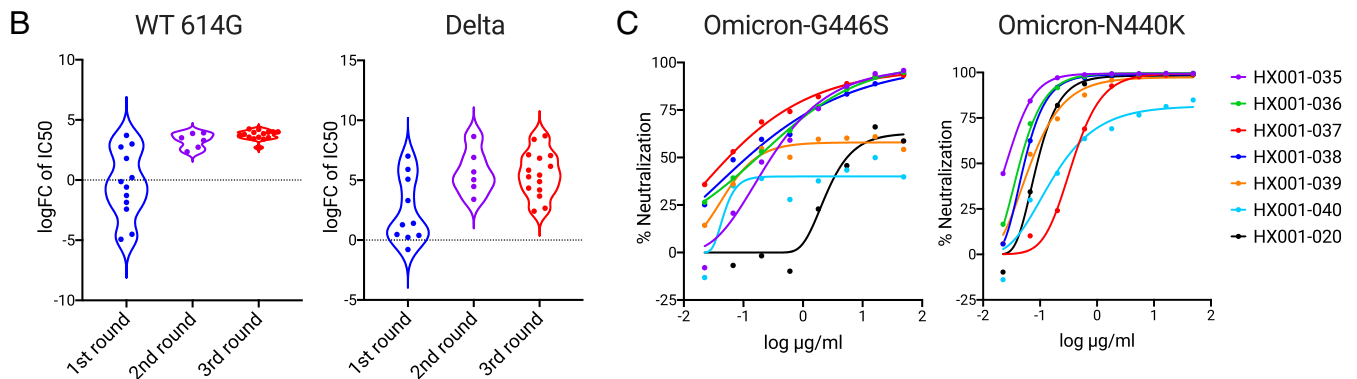 B
WT 614G
Delta
C
Omicron-G446S
Omicron-N440K
logFC of IC50
10
5
0
-5
-10
1st round
2nd round
3rd round
logFC of IC50
15
10
5
0
-5
1st round
2nd round
3rd round
% Neutralization
100
75
50
25
0
-25
-2
-1
0
1
2
log µg/ml
% Neutralization
100
75
50
25
0
-25
-2
-1
0
1
2
log µg/ml
HX001-035
HX001-036
HX001-037
HX001-038
HX001-039
HX001-040
HX001-020